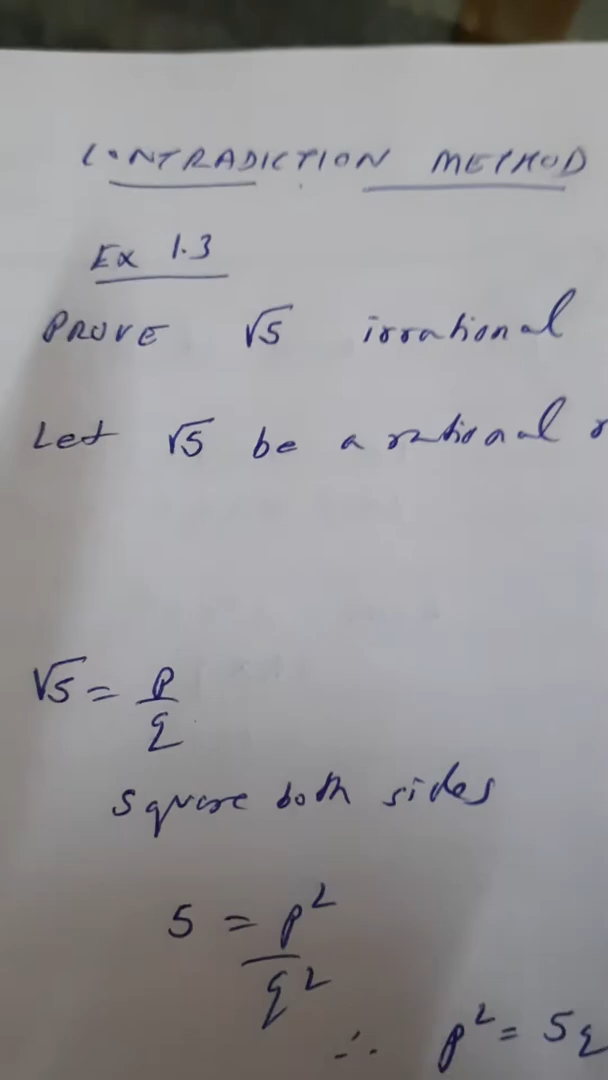 CONTRADICTION METHOD
Ex 1.3
PROVE √5 irrational
Let √5 be a rational
√5 = p/q
Square both sides
5 = p²/q²
∴ p² = 5q